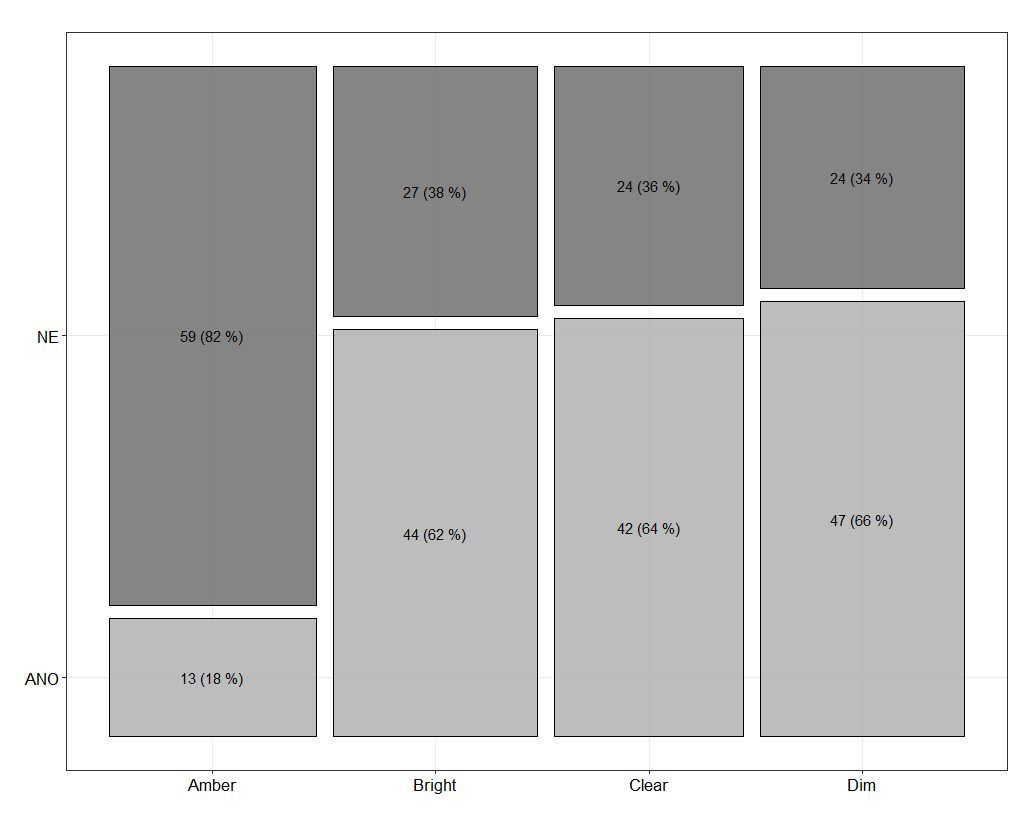 27 (38 %)
24 (36 %)
24 (34 %)
NE
59 (82 %)
44 (62 %)
42 (64 %)
47 (66 %)
ANO
13 (18 %)
Amber
Bright
Clear
Dim